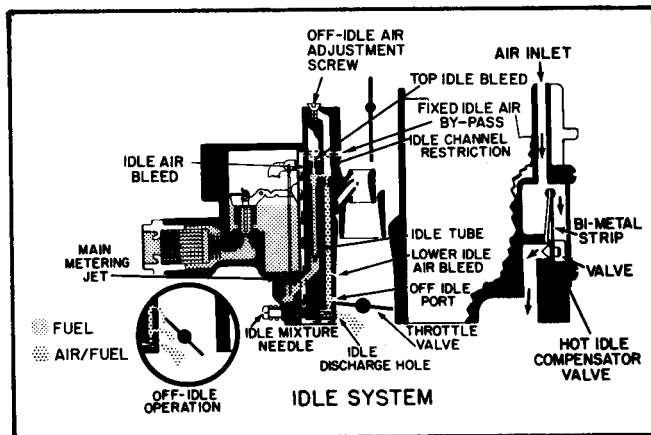 OFF-IDLE AIR
ADJUSTMENT
SCREW
TOP IDLE BLEED
AIR INLET
FIXED IDLE AIR
BY-PASS
IDLE CHANNEL
RESTRICTION
IDLE AIR
BLEED
BI-METAL
STRIP
IDLE TUBE
MAIN
METERING
JET
LOWER IDLE
AIR BLEED
VALVE
OFF IDLE
PORT
FUEL
AIR/FUEL
IDLE MIXTURE
NEEDLE
THROTTLE
VALVE
IDLE
DISCHARGE HOLE
HOT IDLE
COMPENSATOR
VALVE
OFF-IDLE
OPERATION
IDLE SYSTEM